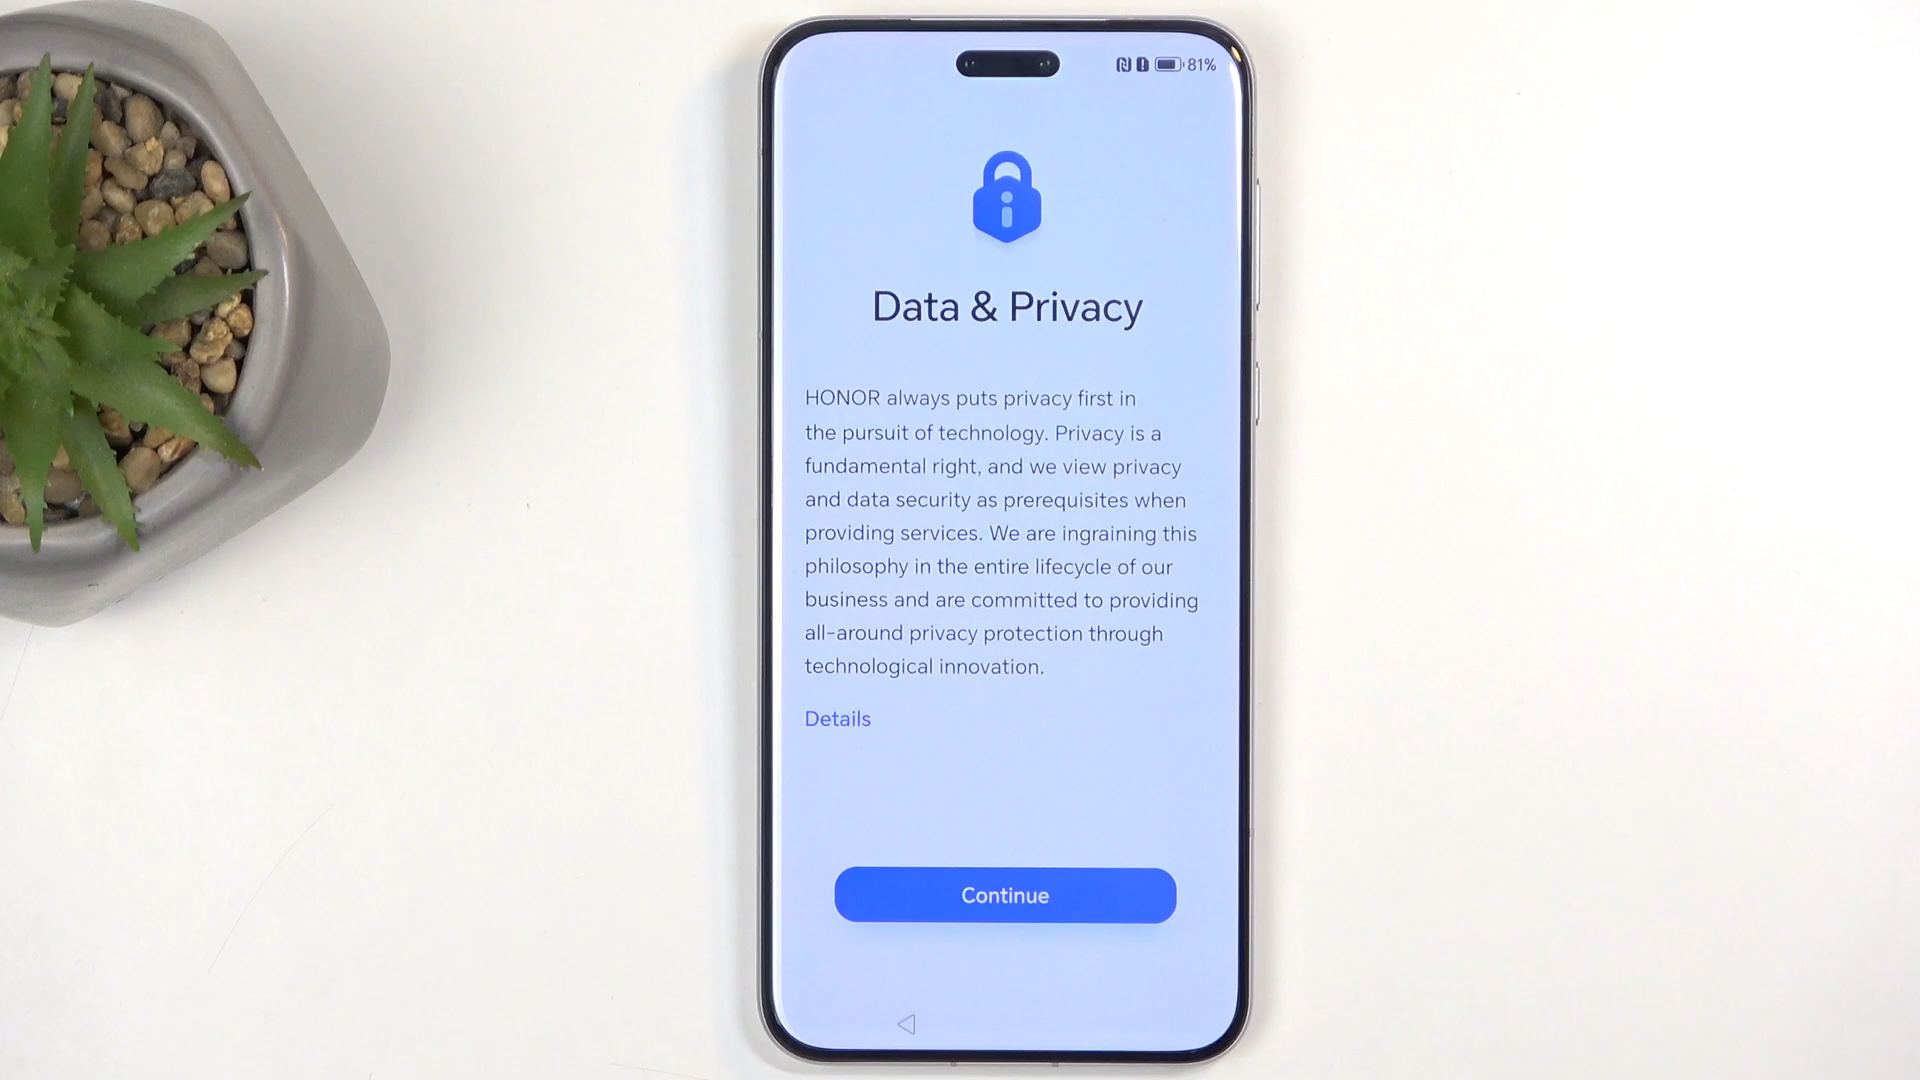 81%
Data & Privacy
HONOR always puts privacy first in
the pursuit of technology. Privacy is a
fundamental right, and we view privacy
and data security as prerequisites when
providing services. We are ingraining this
philosophy in the entire lifecycle of our
business and are committed to providing
all-around privacy protection through
technological innovation.
Details
Continue